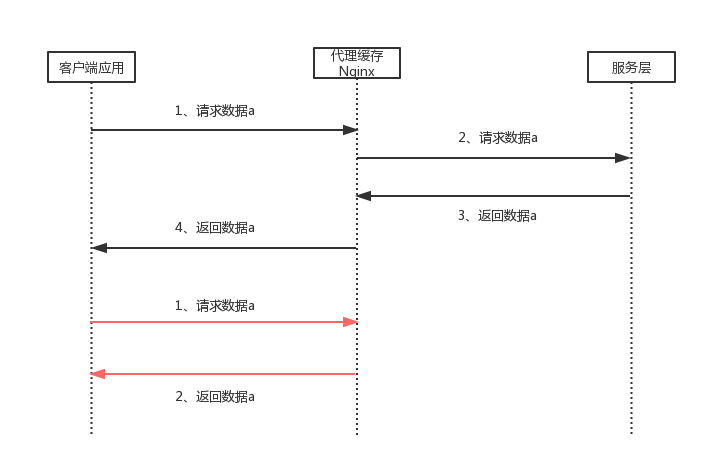 客户端应用
代理缓存
Nginx
服务层
1、请求数据a
2、请求数据a
3、返回数据a
4、返回数据a
1、请求数据a
2、返回数据a